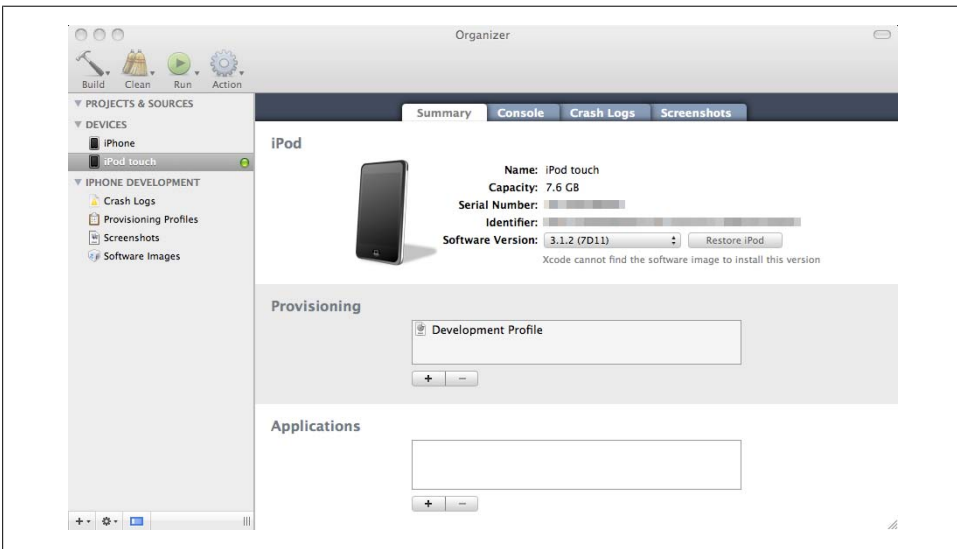 Organizer
Build Clean Run Action
PROJECTS & SOURCES
DEVICES
iPhone
iPod touch
IPHONE DEVELOPMENT
Crash Logs
Provisioning Profiles
Screenshots
Software Images
Summary Console Crash Logs Screenshots
iPod
Name: iPod touch
Capacity: 7.6 GB
Serial Number:
Identifier:
Software Version: 3.1.2 (7D11) Restore iPod
Xcode cannot find the software image to install this version
Provisioning
Development Profile
+ −
Applications
+ −